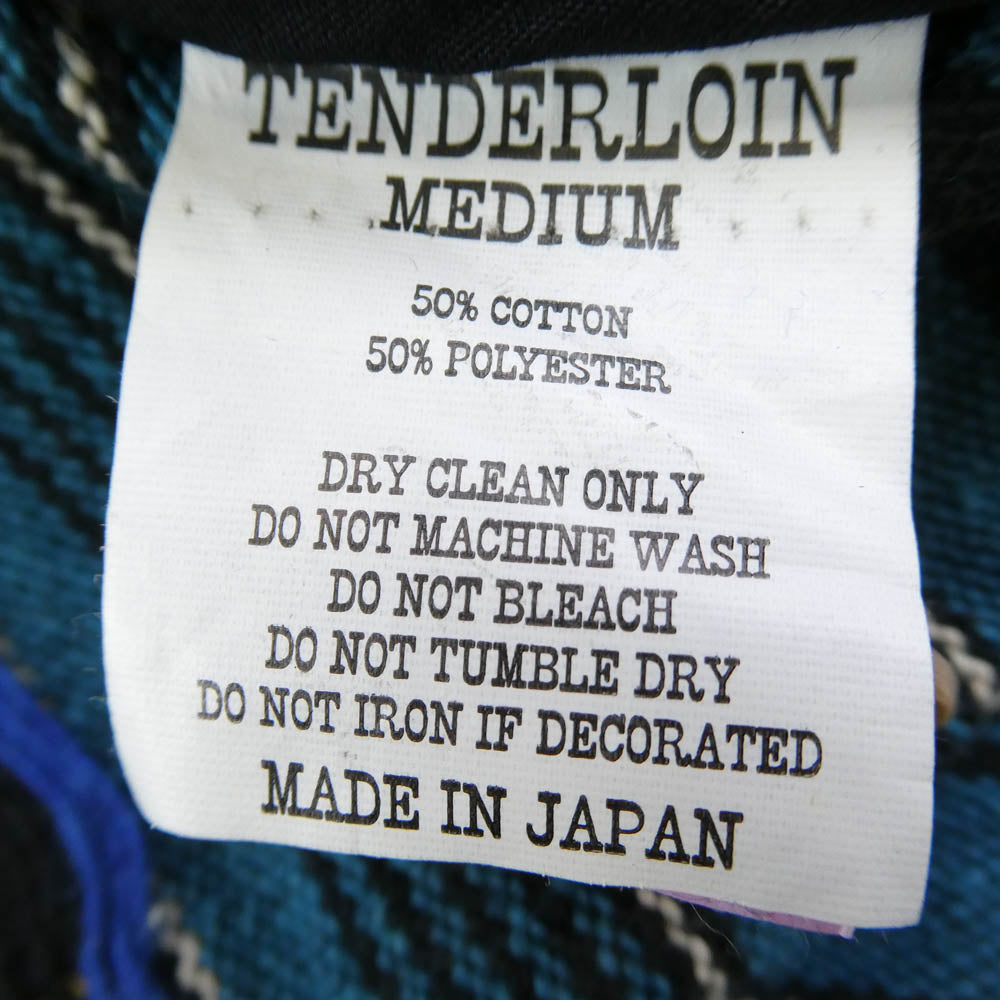 TENDERLOIN
MEDIUM
50% COTTON
50% POLYESTER
DRY CLEAN ONLY
DO NOT MACHINE WASH
DO NOT BLEACH
DO NOT TUMBLE DRY
DO NOT IRON IF DECORATED
MADE IN JAPAN